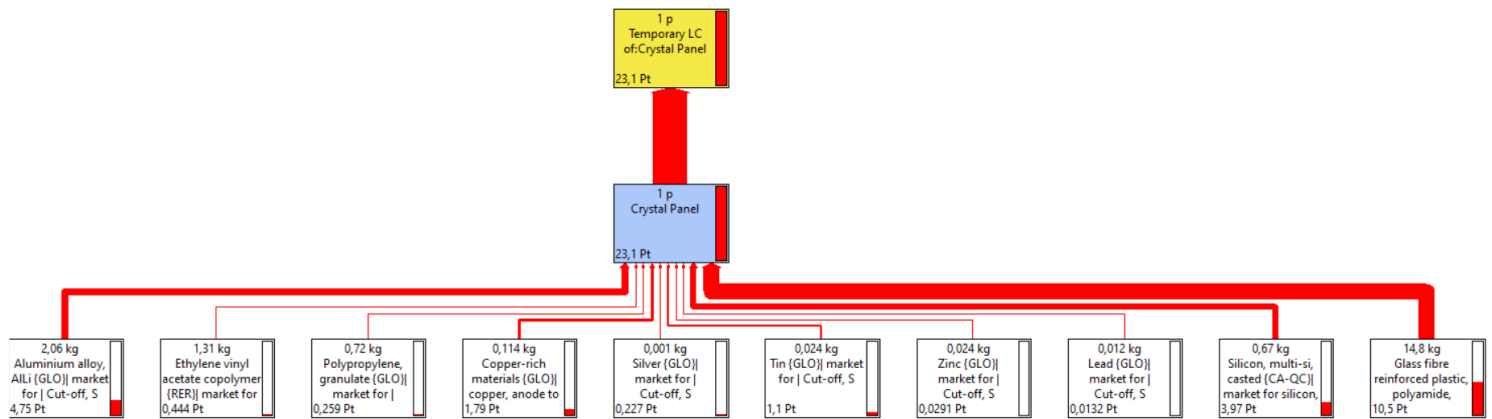 1 p
Temporary LC
of:Crystal Panel
23,1 Pt
1 p
Crystal Panel
23,1 Pt
2,06 kg
Aluminium alloy,
AlLi {GLO}| market
for | Cut-off, S
4,75 Pt
1,31 kg
Ethylene vinyl
acetate copolymer
{RER}| market for
0,444 Pt
0,72 kg
Polypropylene,
granulate {GLO}|
market for |
0,259 Pt
0,114 kg
Copper-rich
materials {GLO}|
copper, anode to
1,79 Pt
0,001 kg
Silver {GLO}|
market for |
Cut-off, S
0,227 Pt
0,024 kg
Tin {GLO}| market
for | Cut-off, S
1,1 Pt
0,024 kg
Zinc {GLO}|
market for |
Cut-off, S
0,0291 Pt
0,012 kg
Lead {GLO}|
market for |
Cut-off, S
0,0132 Pt
0,67 kg
Silicon, multi-si,
casted {CA-QC}|
market for silicon,
3,97 Pt
14,8 kg
Glass fibre
reinforced plastic,
polyamide,
10,5 Pt